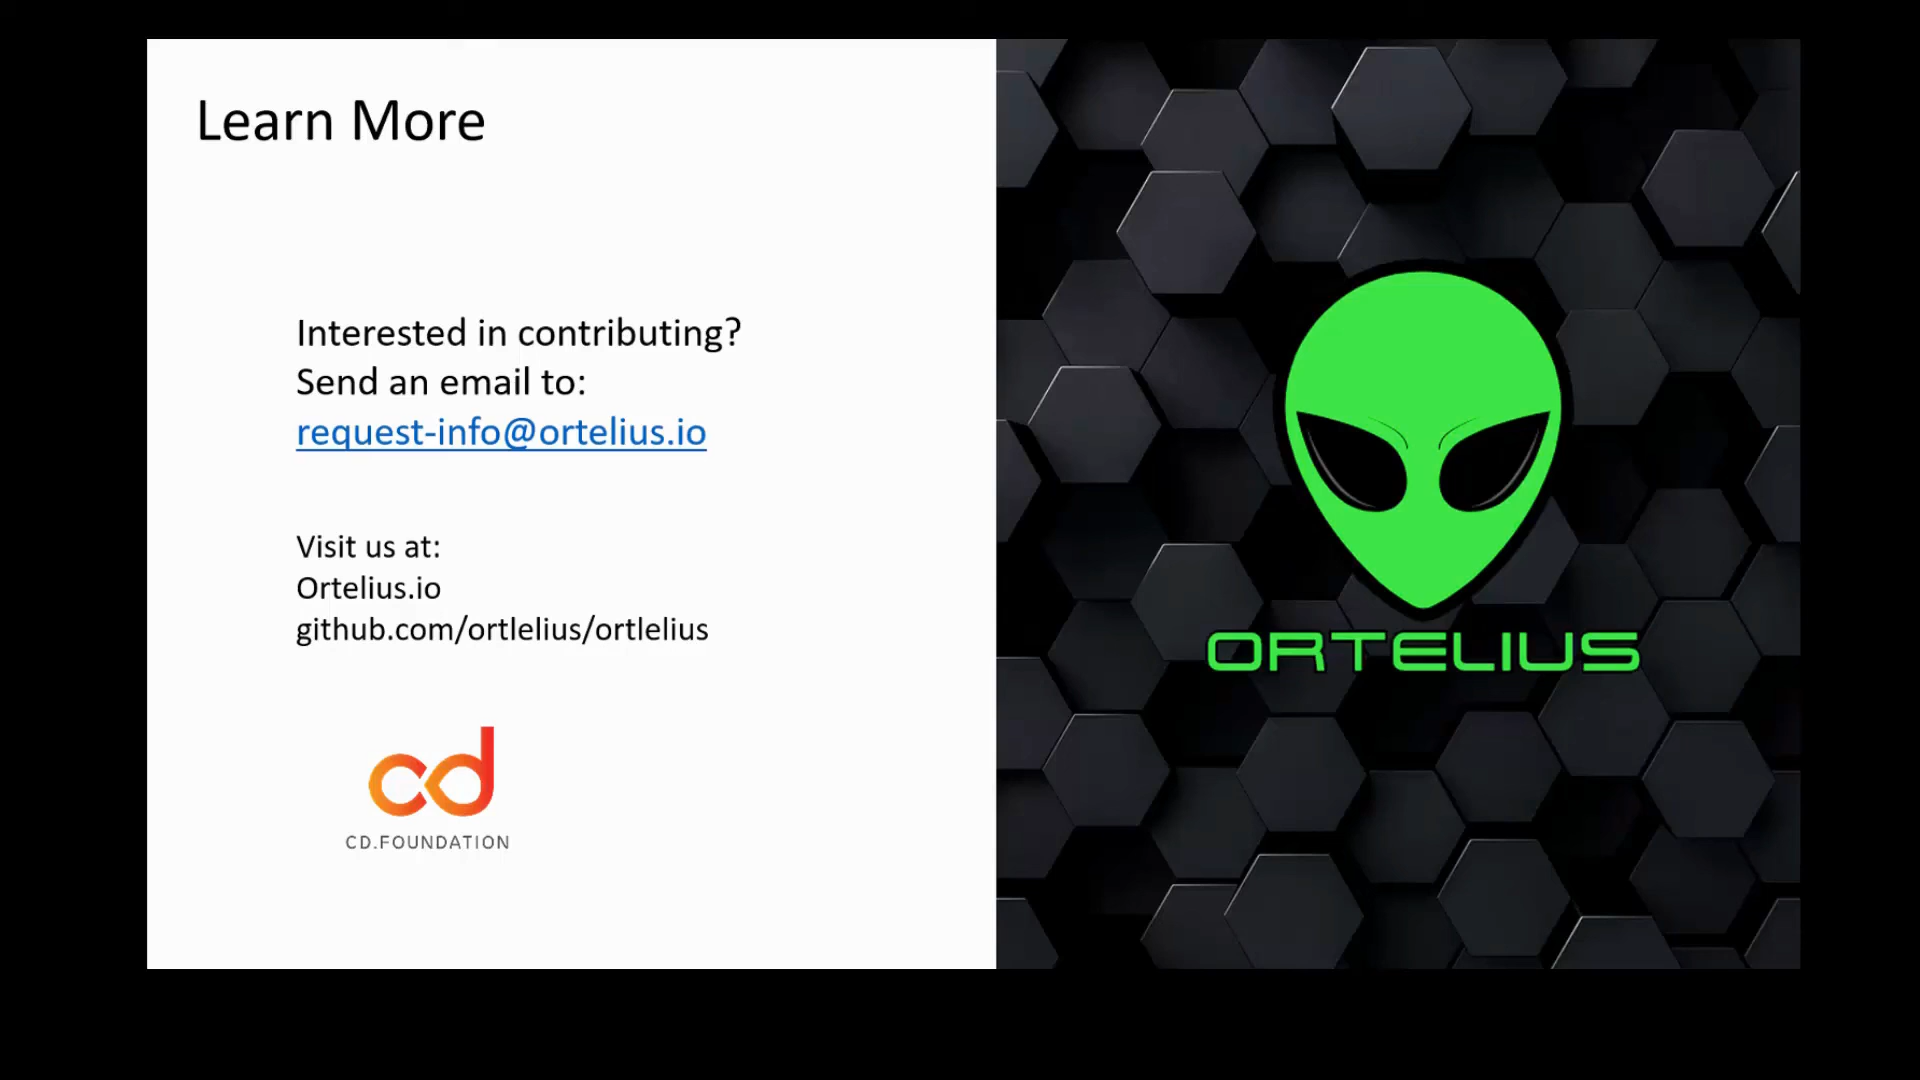 Learn More
Interested in contributing?
Send an email to:
request-info@ortelius.io
Visit us at:
Ortelius.io
github.com/ortlelius/ortlelius
cd
CD.FOUNDATION
ORTELIUS